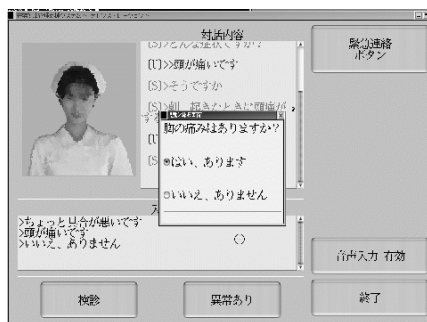 対話内容
[S]>どんな症状ですか?
[U]>>頭が痛いです
[S]>そうですか
[S]>朝、起きたときに頭痛が
す
[U
[S
胸の痛みはありますか?
はい、あります
いいえ、ありません
>ちょっと具合が悪いです
>頭が痛いです
>いいえ、ありません
緊急連絡
ボタン
音声入力 有効
検診
異常あり
終了